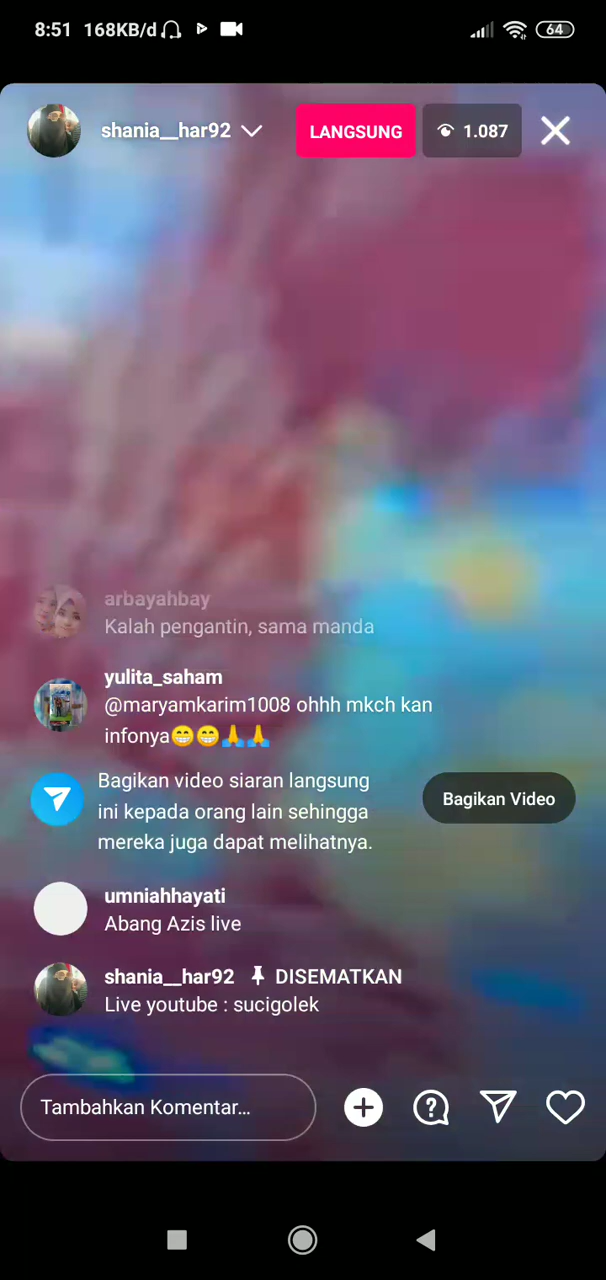 8:51 168KB/d 64
shania__har92 LANGSUNG 1.087
arbayahbay
Kalah pengantin, sama manda
yulita_saham
@maryamkarim1008 ohhh mkch kan
infonya😁😁🙏🙏
Bagikan video siaran langsung
ini kepada orang lain sehingga
mereka juga dapat melihatnya.
Bagikan Video
umniahhayati
Abang Azis live
shania__har92 📌 DISEMATKAN
Live youtube : sucigolek
Tambahkan Komentar...